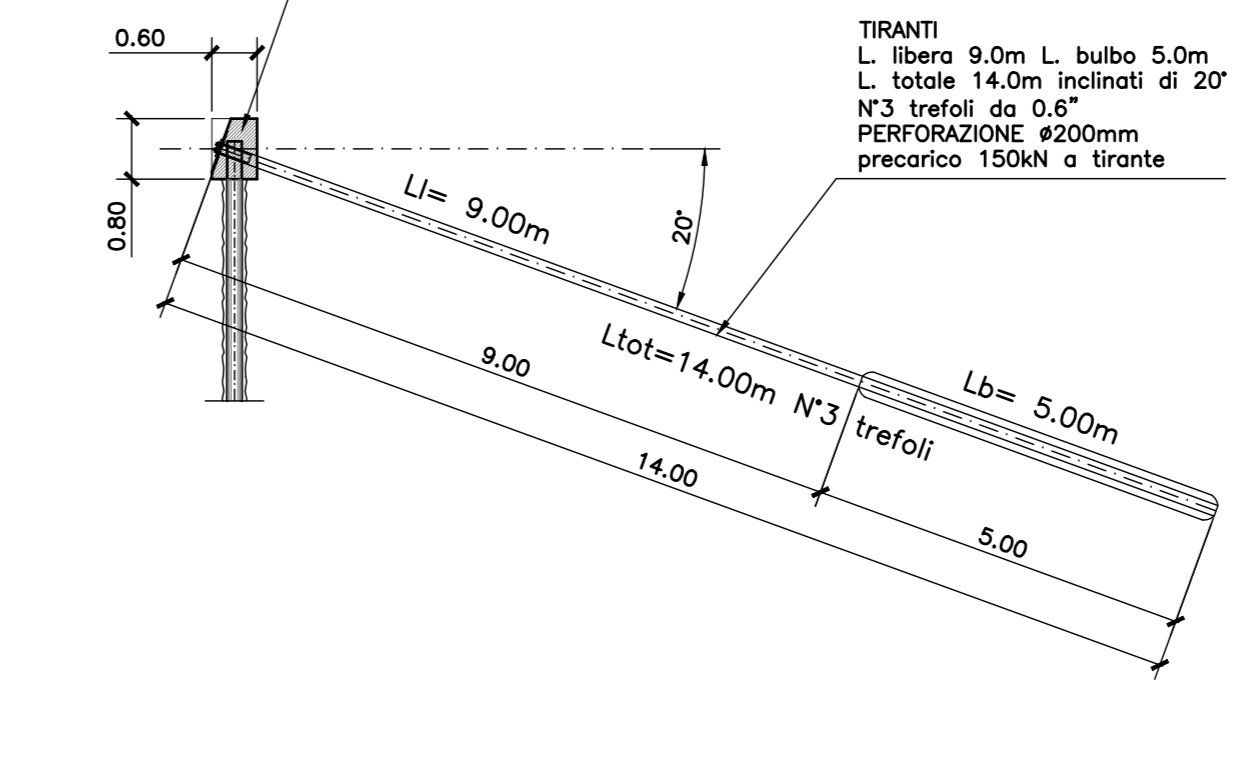 0.60
TIRANTI
L. libera 9.0m L. bulbo 5.0m
L. totale 14.0m inclinati di 20°
N°3 trefoli da 0.6”
PERFORAZIONE ø200mm
precarico 150kN a tirante
0.80
Ll= 9.00m
20°
9.00
Ltot=14.00m N°3 trefoli
Lb= 5.00m
14.00
5.00